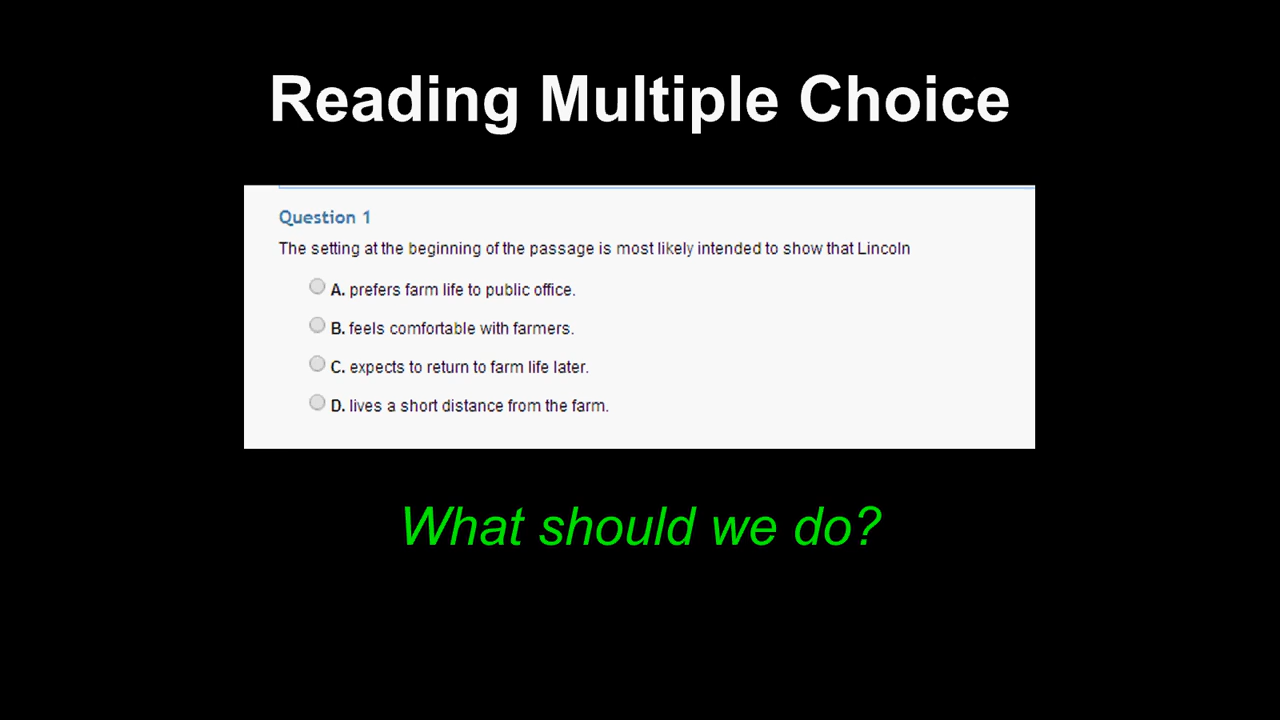 Reading Multiple Choice
Question 1
The setting at the beginning of the passage is most likely intended to show that Lincoln
A. prefers farm life to public office.
B. feels comfortable with farmers.
C. expects to return to farm life later.
D. lives a short distance from the farm.
What should we do?